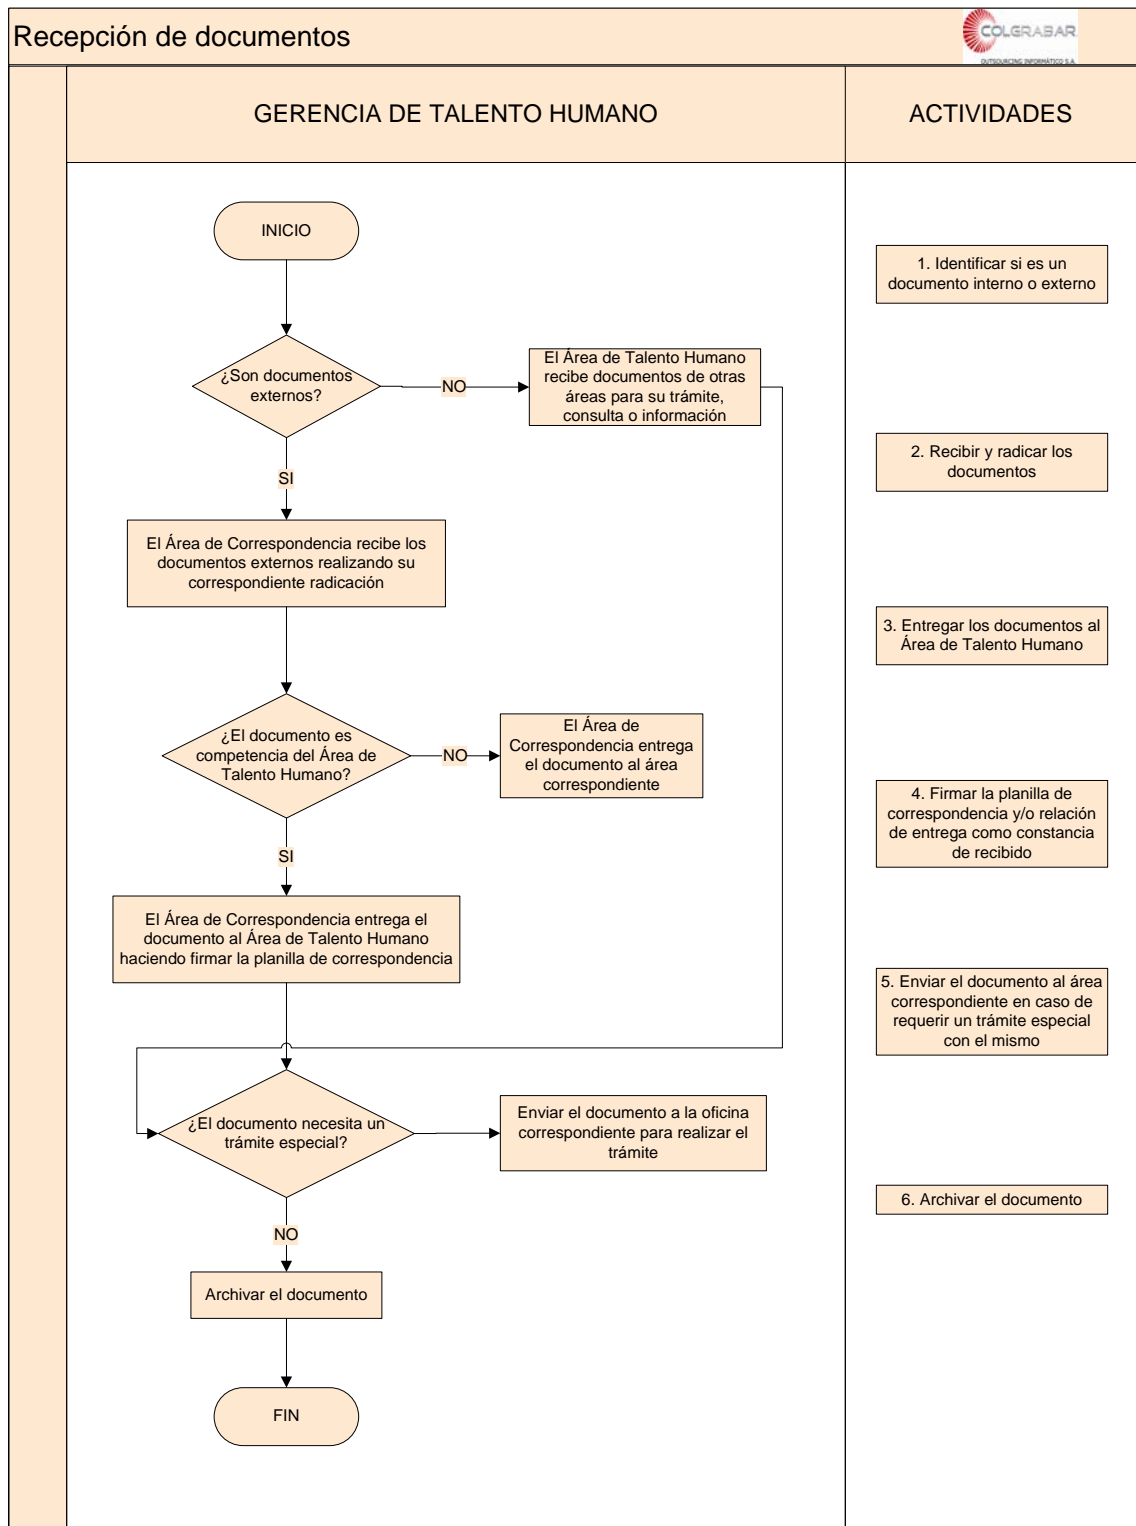 Recepción de documentos
COLGRABAR
OUTSOURCING INFORMÁTICO S.A.
GERENCIA DE TALENTO HUMANO
ACTIVIDADES
INICIO
1. Identificar si es un
documento interno o externo
¿Son documentos
externos?
NO
El Área de Talento Humano
recibe documentos de otras
áreas para su trámite,
consulta o información
2. Recibir y radicar los
documentos
SI
El Área de Correspondencia recibe los
documentos externos realizando su
correspondiente radicación
3. Entregar los documentos al
Área de Talento Humano
¿El documento es
competencia del Área de
Talento Humano?
NO
El Área de
Correspondencia entrega
el documento al área
correspondiente
4. Firmar la planilla de
correspondencia y/o relación
de entrega como constancia
de recibido
SI
El Área de Correspondencia entrega el
documento al Área de Talento Humano
haciendo firmar la planilla de correspondencia
5. Enviar el documento al área
correspondiente en caso de
requerir un trámite especial
con el mismo
¿El documento necesita un
trámite especial?
Enviar el documento a la oficina
correspondiente para realizar el
trámite
6. Archivar el documento
NO
Archivar el documento
FIN